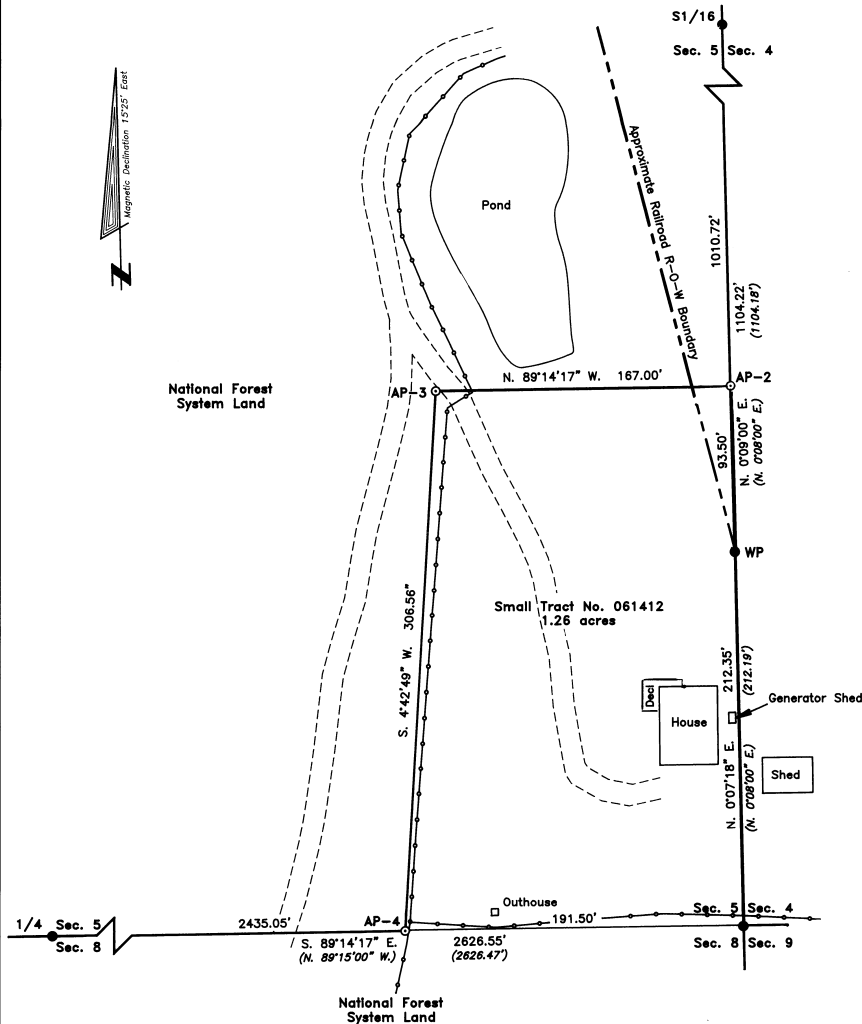 S1/16
Sec. 5 Sec. 4
Magnetic Declination 15°25' East
N
Approximate Railroad R-O-W Boundary
Pond
1010.72'
1104.22'
(1104.18')
N. 89°14'17" W. 167.00'
AP-2
AP-3
National Forest
System Land
93.50'
N. 0°09'00" E.
(N. 0°08'00" E.)
WP
Small Tract No. 061412
1.26 acres
S. 4°42'49" W. 306.56"
212.35'
(212.19')
Generator Shed
Decl
House
Shed
N. 0°07'18" E.
(N. 0°08'00" E.)
Outhouse
1/4 Sec. 5
Sec. 8
2435.05'
AP-4
191.50'
Sec. 5 Sec. 4
Sec. 8 Sec. 9
S. 89°14'17" E.
(N. 89°15'00" W.)
2626.55'
(2626.47')
National Forest
System Land